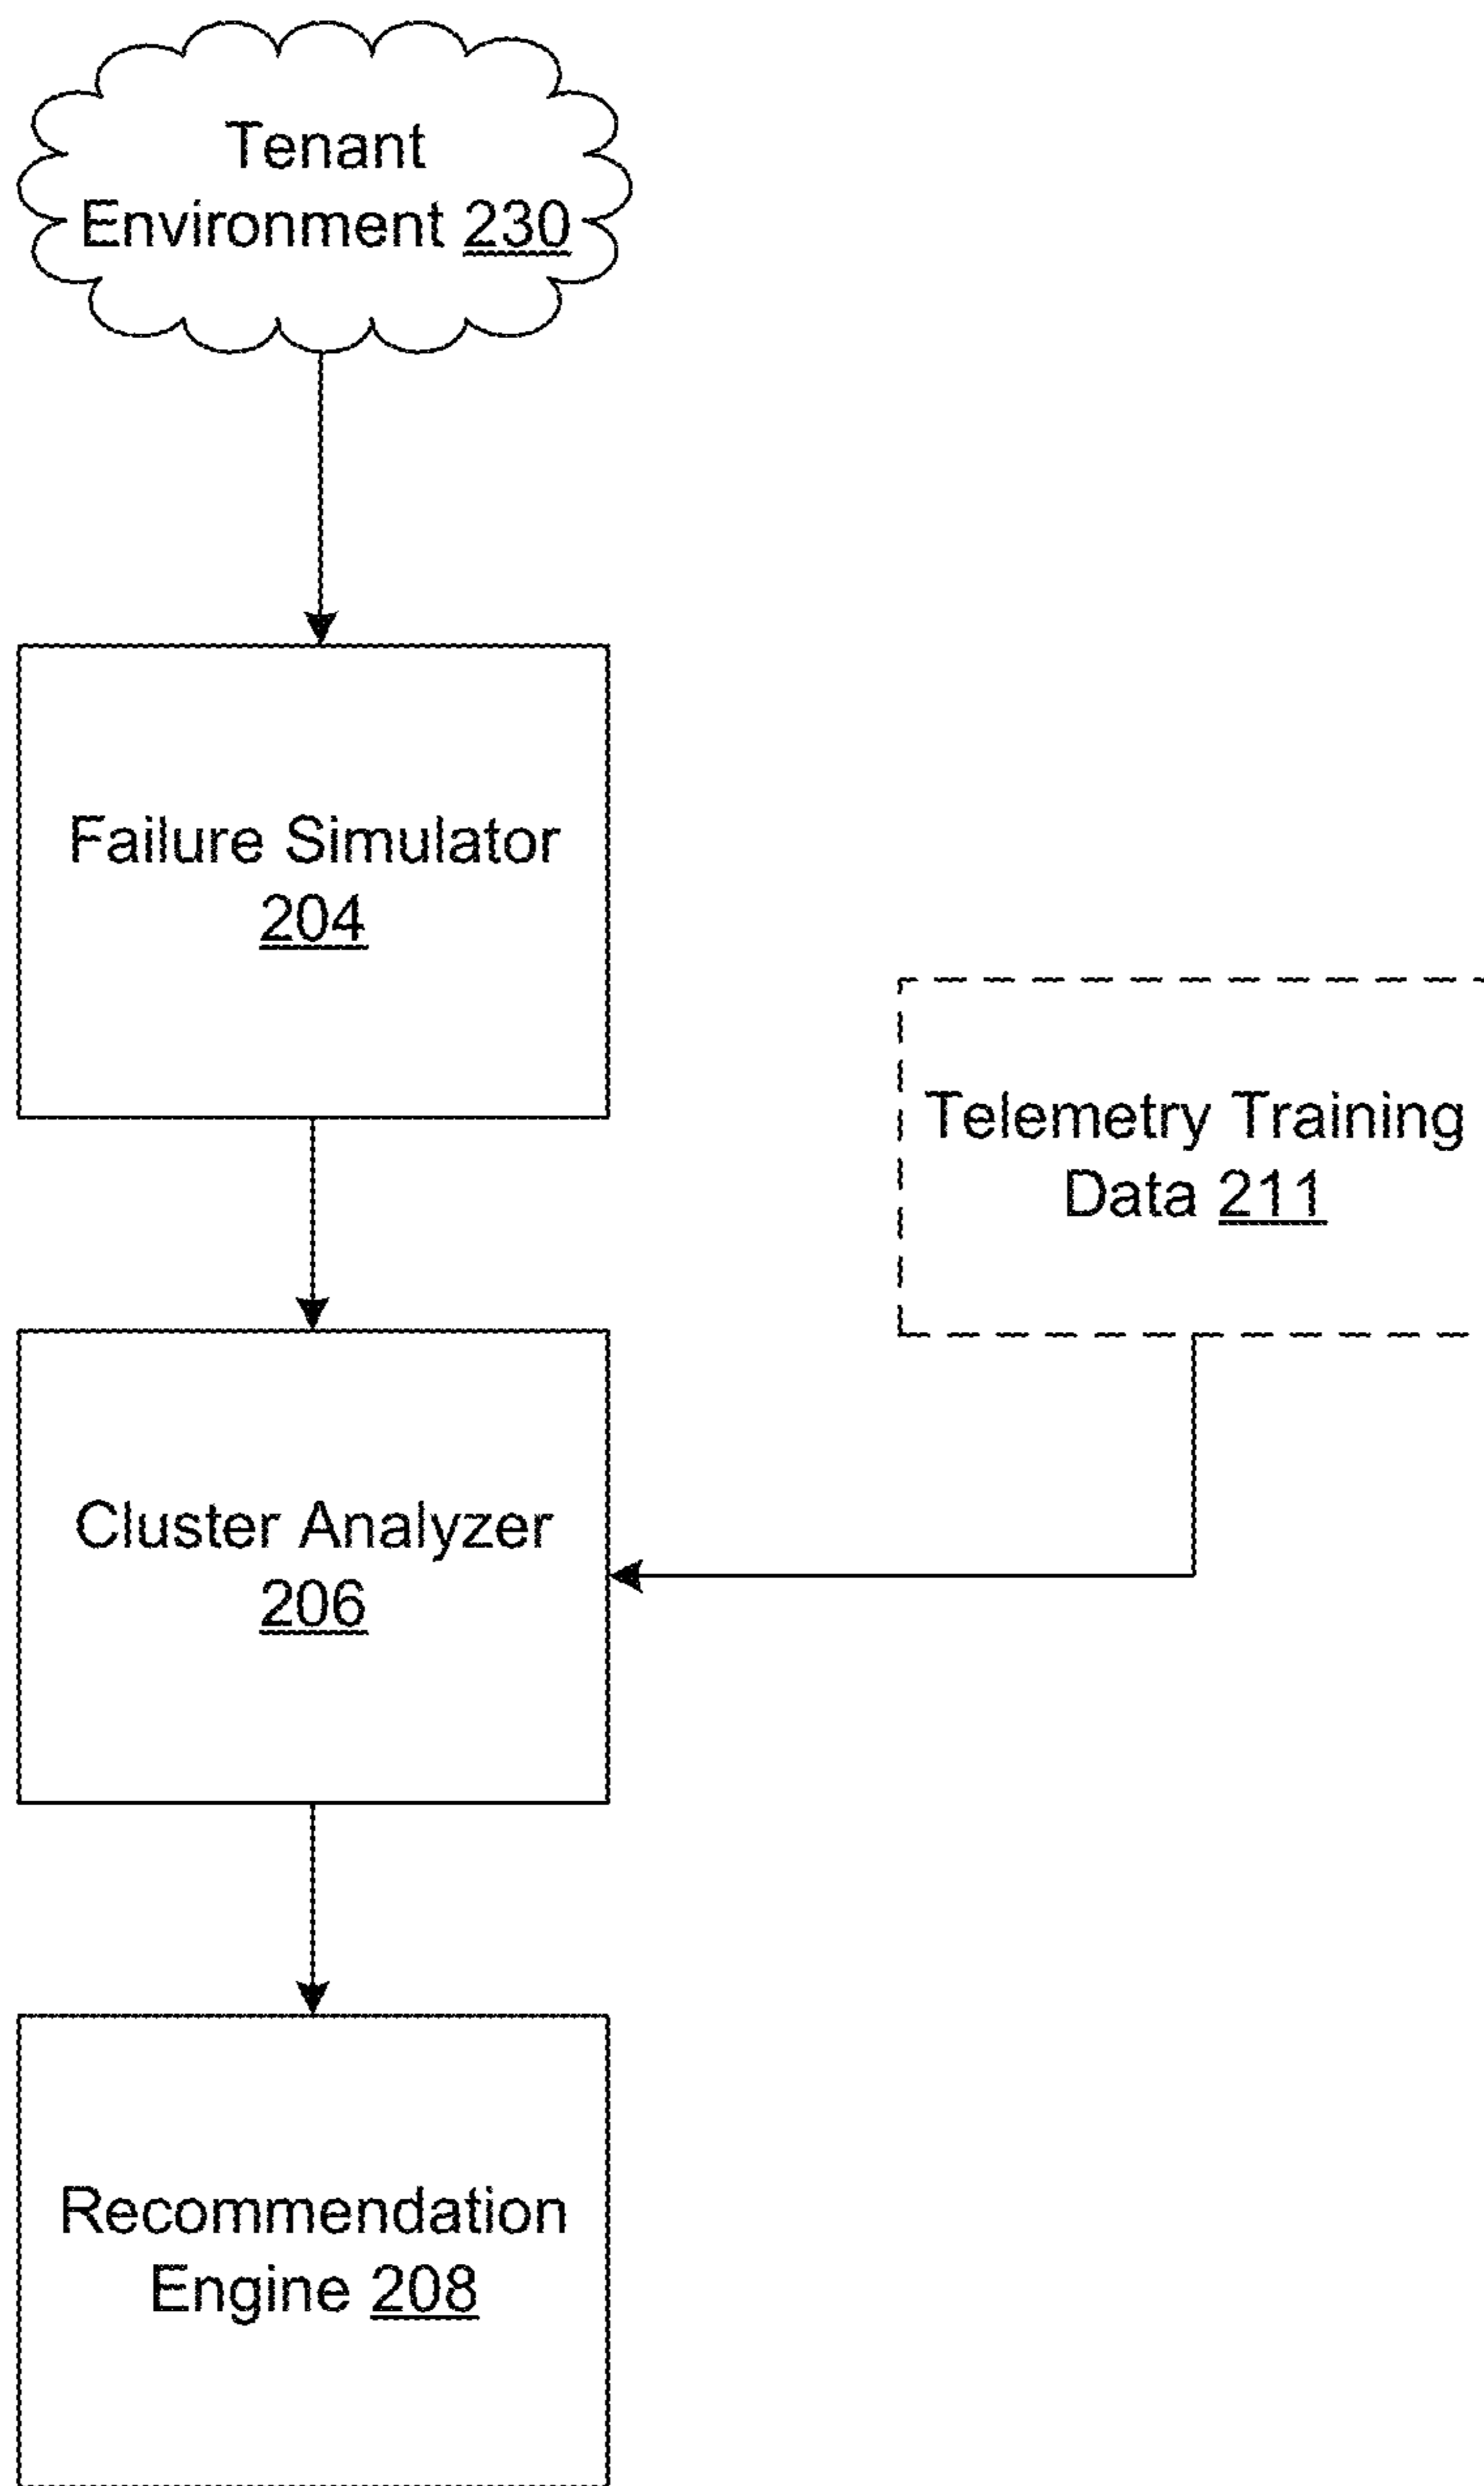 Tenant
Environment 230
Failure Simulator
204
Telemetry Training
Data 211
Cluster Analyzer
206
Recommendation
Engine 208